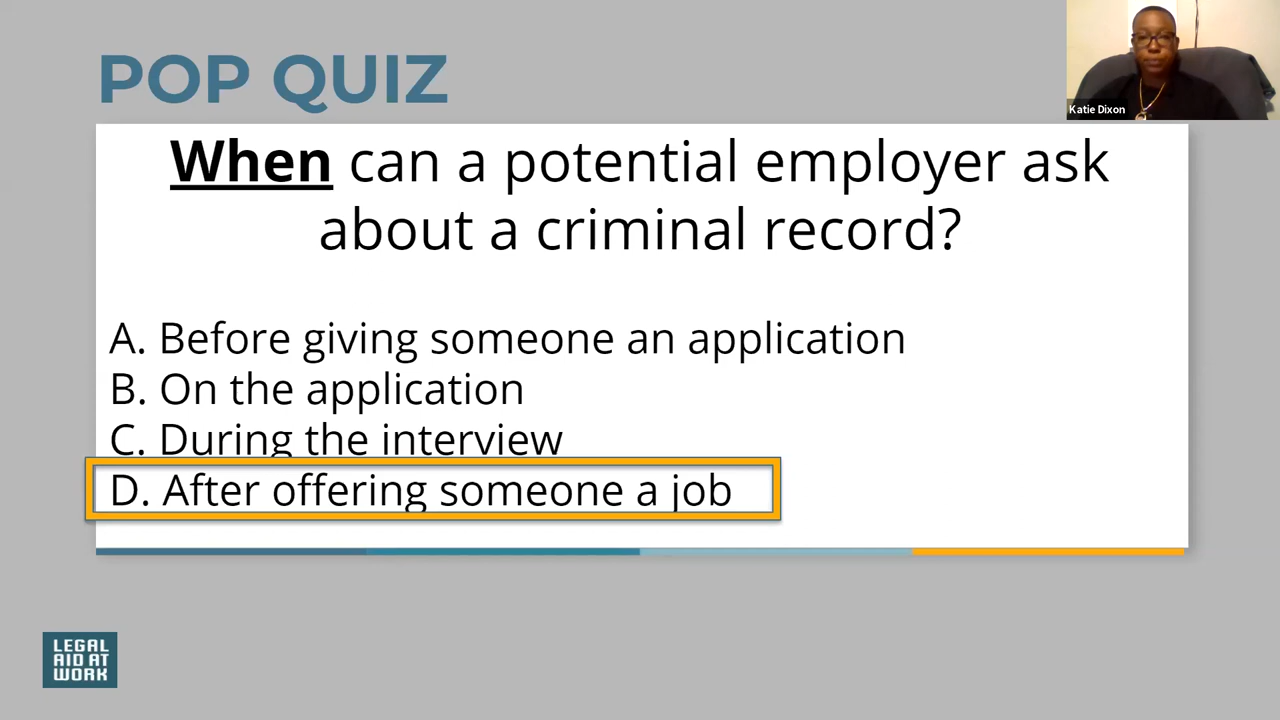 POP QUIZ
Katie Dixon
When can a potential employer ask
about a criminal record?
A. Before giving someone an application
B. On the application
C. During the interview
D. After offering someone a job
LEGAL
AID AT
WORK